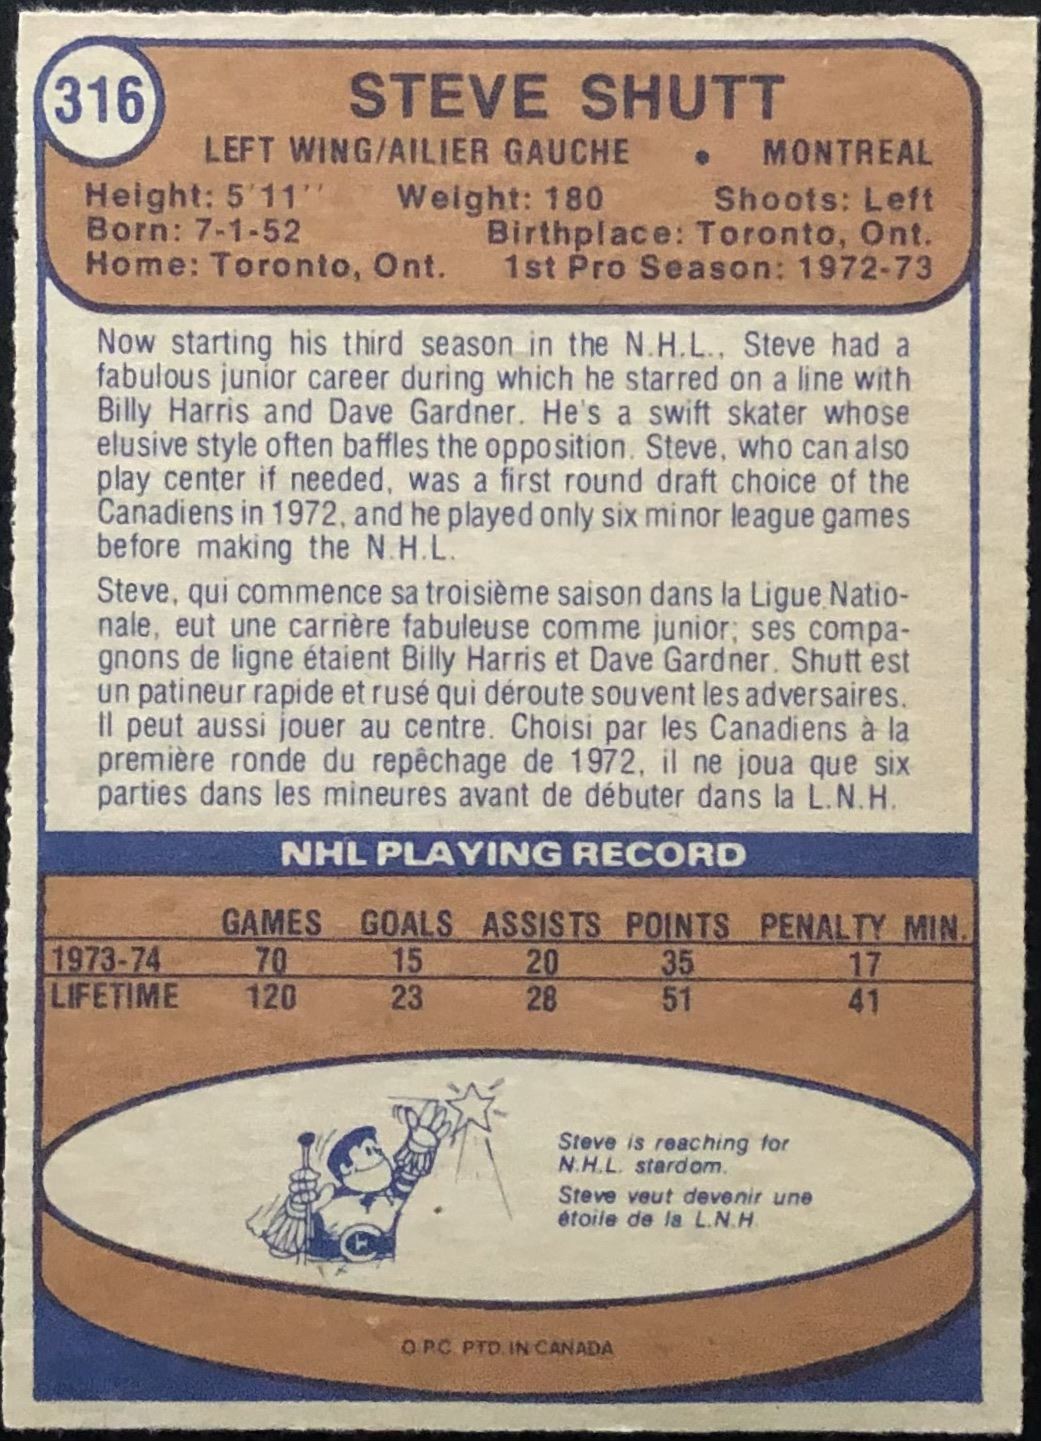 316
STEVE SHUTT
LEFT WING/AILIER GAUCHE • MONTREAL
Height: 5'11'' Weight: 180 Shoots: Left
Born: 7-1-52 Birthplace: Toronto, Ont.
Home: Toronto, Ont. 1st Pro Season: 1972-73
Now starting his third season in the N.H.L., Steve had a
fabulous junior career during which he starred on a line with
Billy Harris and Dave Gardner. He's a swift skater whose
elusive style often baffles the opposition. Steve, who can also
play center if needed, was a first round draft choice of the
Canadiens in 1972, and he played only six minor league games
before making the N.H.L.
Steve, qui commence sa troisième saison dans la Ligue Natio-
nale, eut une carrière fabuleuse comme junior; ses compa-
gnons de ligne étaient Billy Harris et Dave Gardner. Shutt est
un patineur rapide et rusé qui déroute souvent les adversaires.
Il peut aussi jouer au centre. Choisi par les Canadiens à la
première ronde du repêchage de 1972, il ne joua que six
parties dans les mineures avant de débuter dans la L.N.H.
NHL PLAYING RECORD
GAMES GOALS ASSISTS POINTS PENALTY MIN.
1973-74 70 15 20 35 17
LIFETIME 120 23 28 51 41
Steve is reaching for
N.H.L. stardom.
Steve veut devenir une
étoile de la L.N.H.
C H
O.P.C. PTD. IN CANADA